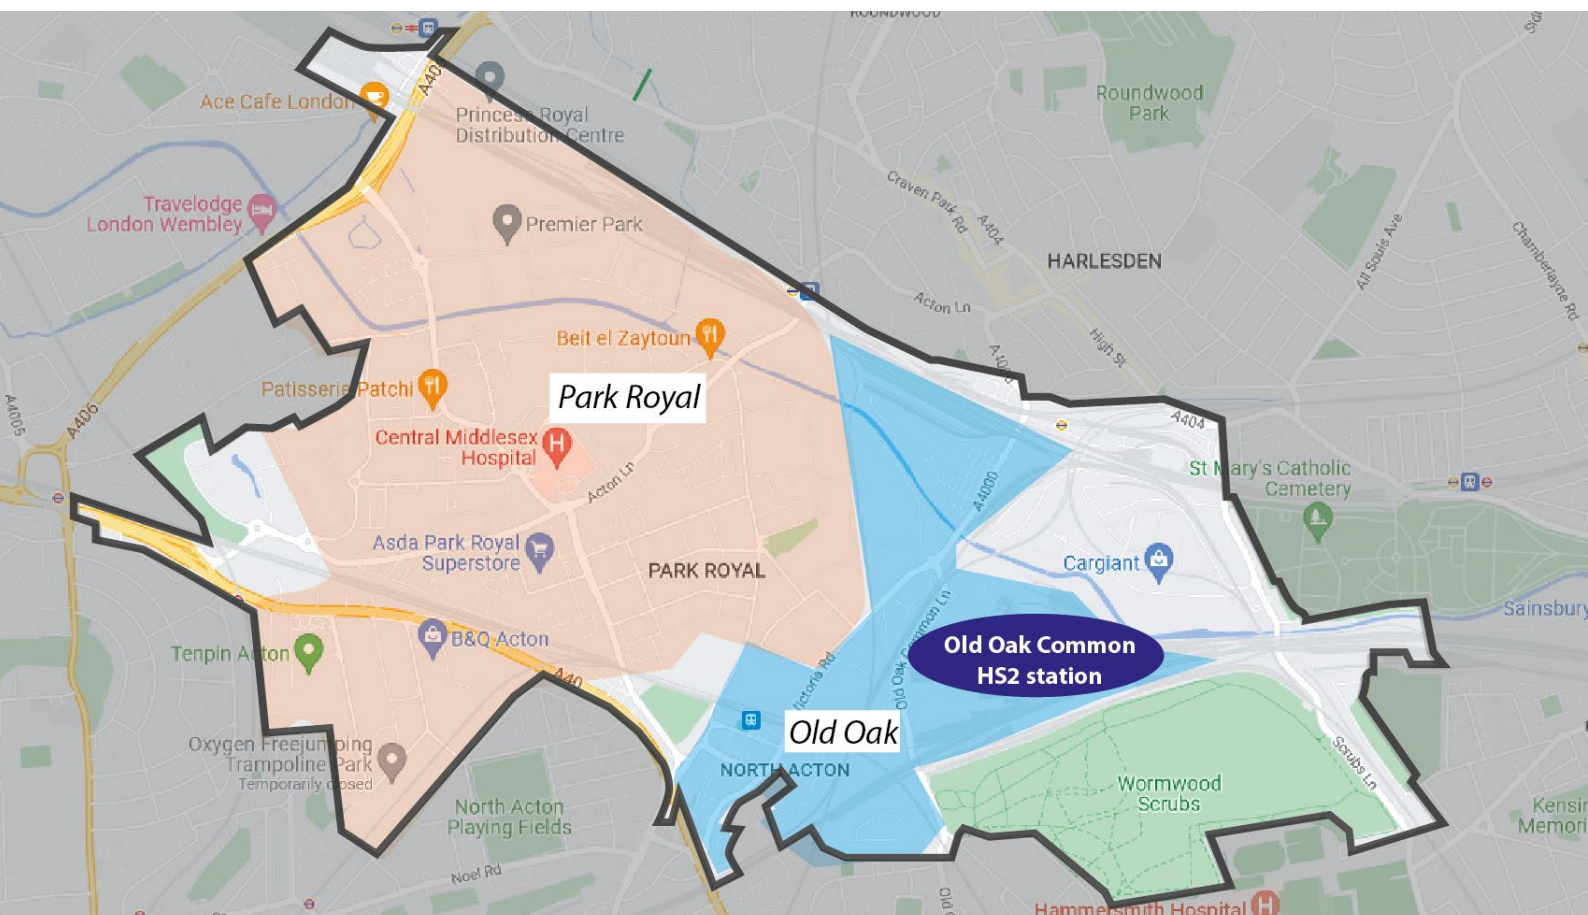 ROUNDWOOD
A406
Ace Cafe London
Princess Royal
Distribution Centre
Roundwood
Park
Travelodge
London Wembley
Premier Park
Craven Park Rd
A404
HARLESDEN
All Souls Ave
Chamberlayne Rd
Acton Ln
High St
Beit el Zaytoun
Patisserie Patchi
Park Royal
A4005
A406
A404
Central Middlesex
Hospital
Acton Ln
St Mary's Catholic
Cemetery
A4000
Asda Park Royal
Superstore
PARK ROYAL
Cargiant
Sainsbury
Old Oak Common Ln
B&Q Acton
Tenpin Acton
Old Oak Common
HS2 station
A40
Victoria Rd
Old Oak
Oxygen Freejumping
Trampoline Park
Temporarily closed
NORTH ACTON
Wormwood
Scrubs
Scrubs Ln
North Acton
Playing Fields
Kensin
Memori
Noel Rd
Old
Hammersmith Hospital